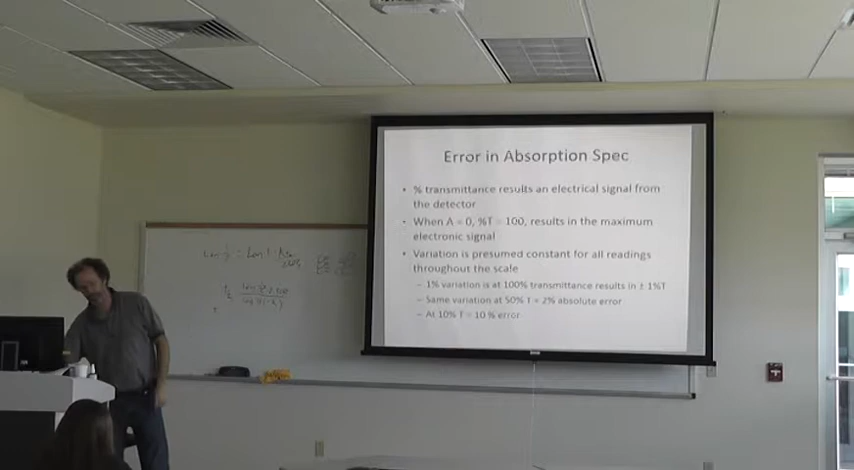 Error in Absorption Spec
• % transmittance results an electrical signal from
the detector
• When A = 0, %T = 100, results in the maximum
electronic signal
• Variation is presumed constant for all readings
throughout the scale
– 1% variation is at 100% transmittance results in ± 1%T
– Same variation at 50% T = 2% absolute error
– At 10% T = 10 % error